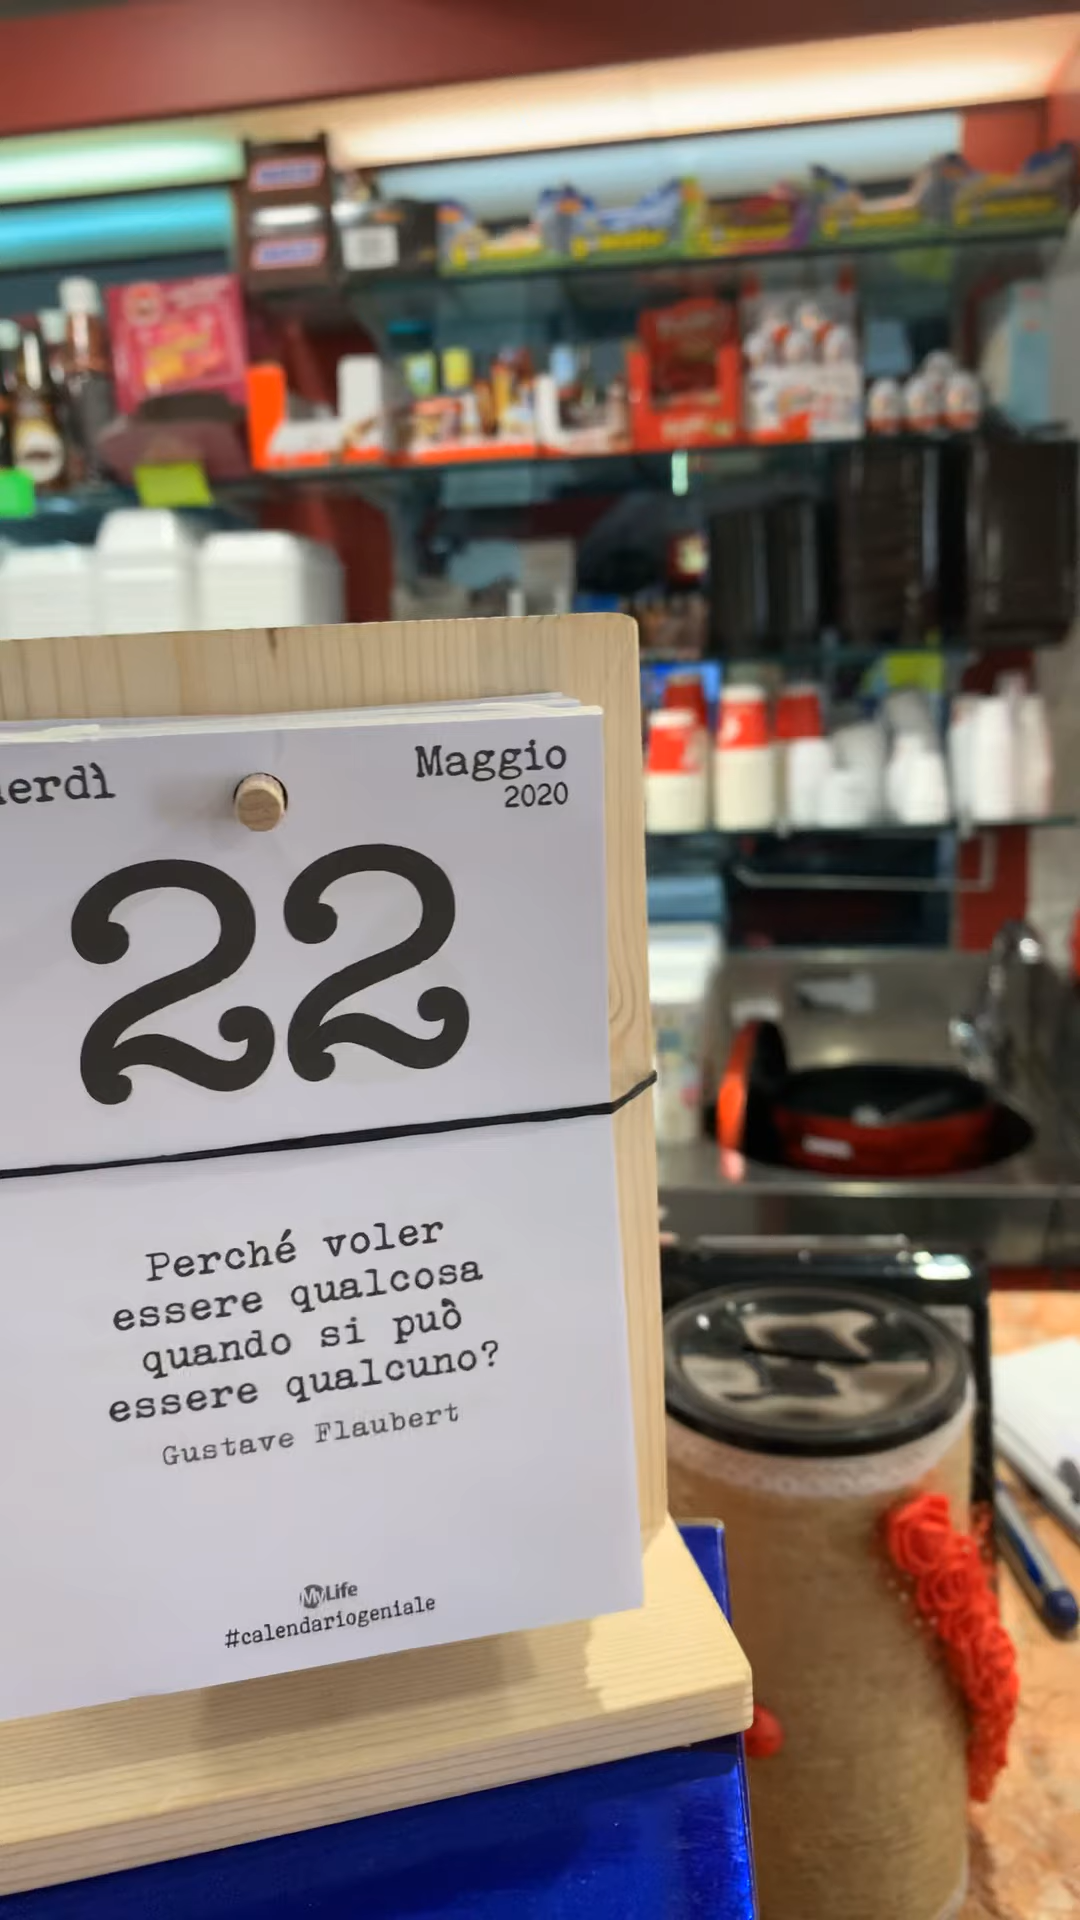 erdì
Maggio
2020
22
Perché voler
essere qualcosa
quando si può
essere qualcuno?
Gustave Flaubert
MyLife
#calendariogeniale